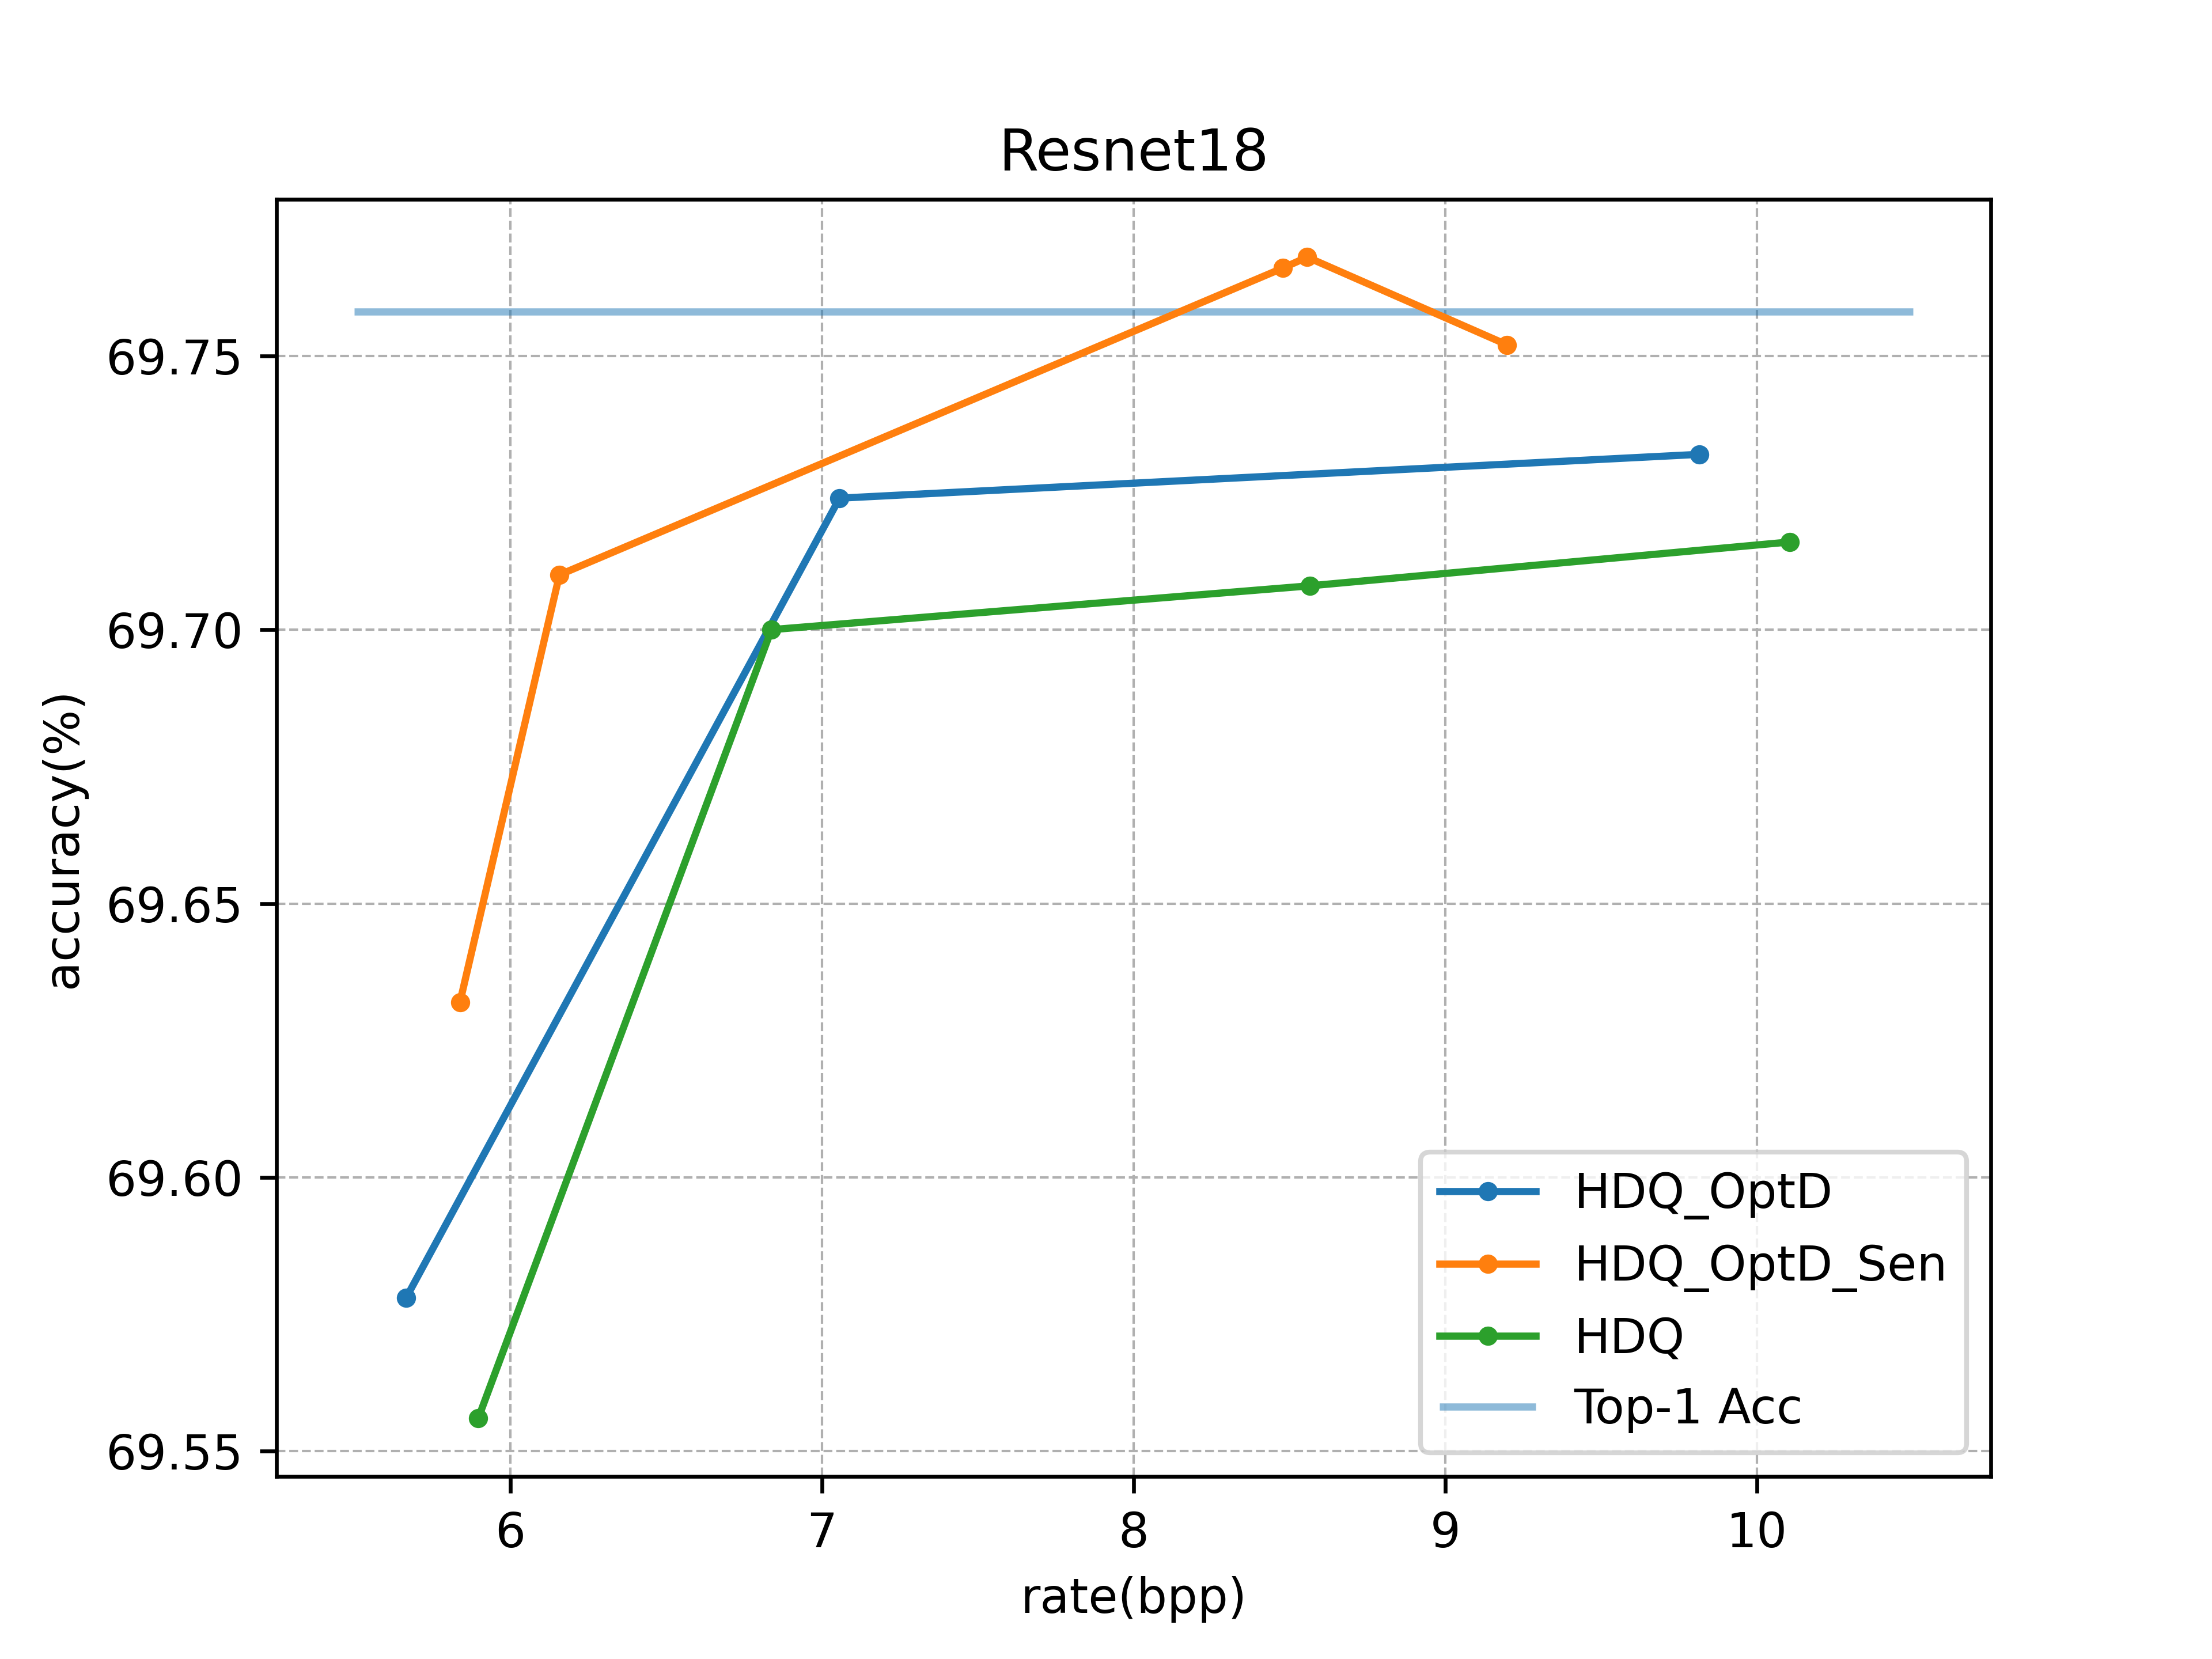 Resnet18
69.75
69.70
69.65
69.60
69.55
accuracy(%)
6 7 8 9 10
rate(bpp)
HDQ_OptD
HDQ_OptD_Sen
HDQ
Top-1 Acc